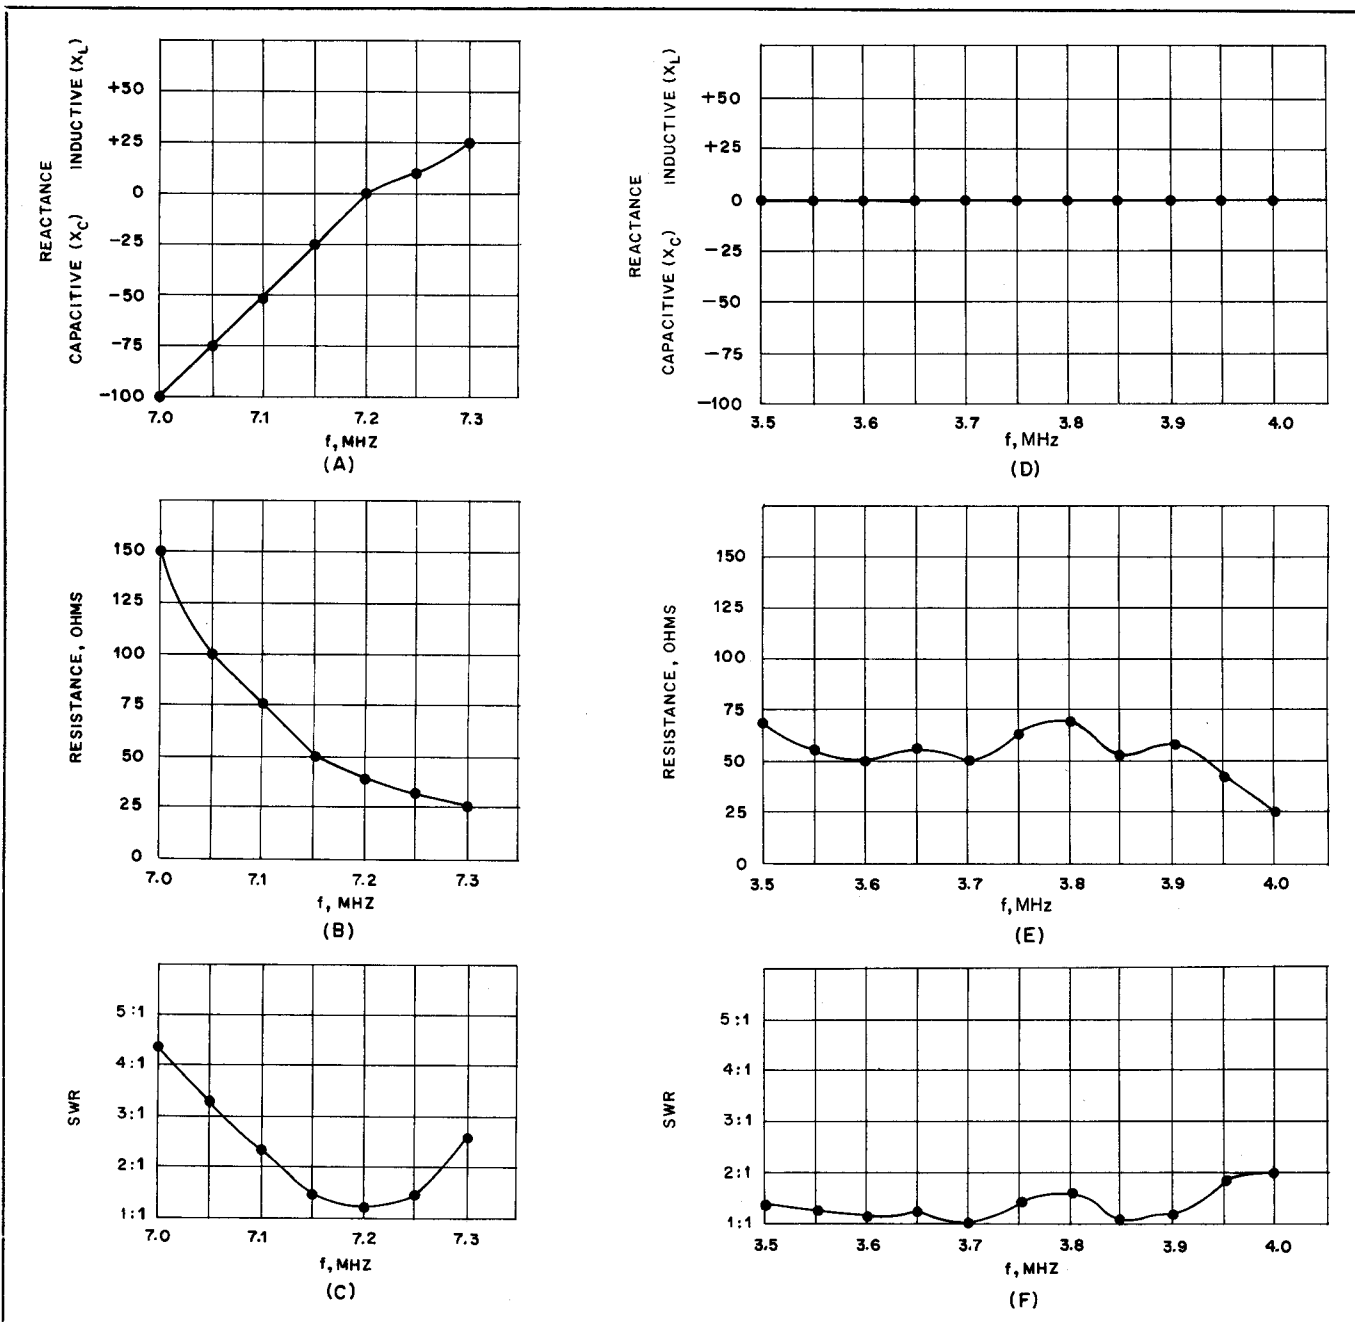 REACTANCE
CAPACITIVE (XC) INDUCTIVE (XL)
+50
+25
0
-25
-50
-75
-100
7.0 7.1 7.2 7.3
f, MHZ
(A)
REACTANCE
CAPACITIVE (XC) INDUCTIVE (XL)
+50
+25
0
-25
-50
-75
-100
3.5 3.6 3.7 3.8 3.9 4.0
f, MHz
(D)
RESISTANCE, OHMS
150
125
100
75
50
25
0
7.0 7.1 7.2 7.3
f, MHZ
(B)
RESISTANCE, OHMS
150
125
100
75
50
25
0
3.5 3.6 3.7 3.8 3.9 4.0
f, MHz
(E)
SWR
5:1
4:1
3:1
2:1
1:1
7.0 7.1 7.2 7.3
f, MHZ
(C)
SWR
5:1
4:1
3:1
2:1
1:1
3.5 3.6 3.7 3.8 3.9 4.0
f, MHZ
(F)